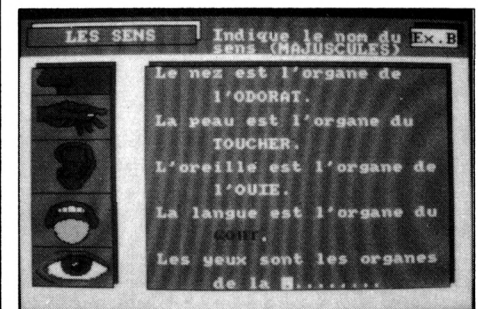 LES SENS
Indique le nom du
sens (MAJUSCULES)
Ex.B
Le nez est l'organe de
l'ODORAT.
La peau est l'organe du
TOUCHER.
L'oreille est l'organe de
l'OUIE.
La langue est l'organe du
GOUT.
Les yeux sont les organes
de la .........